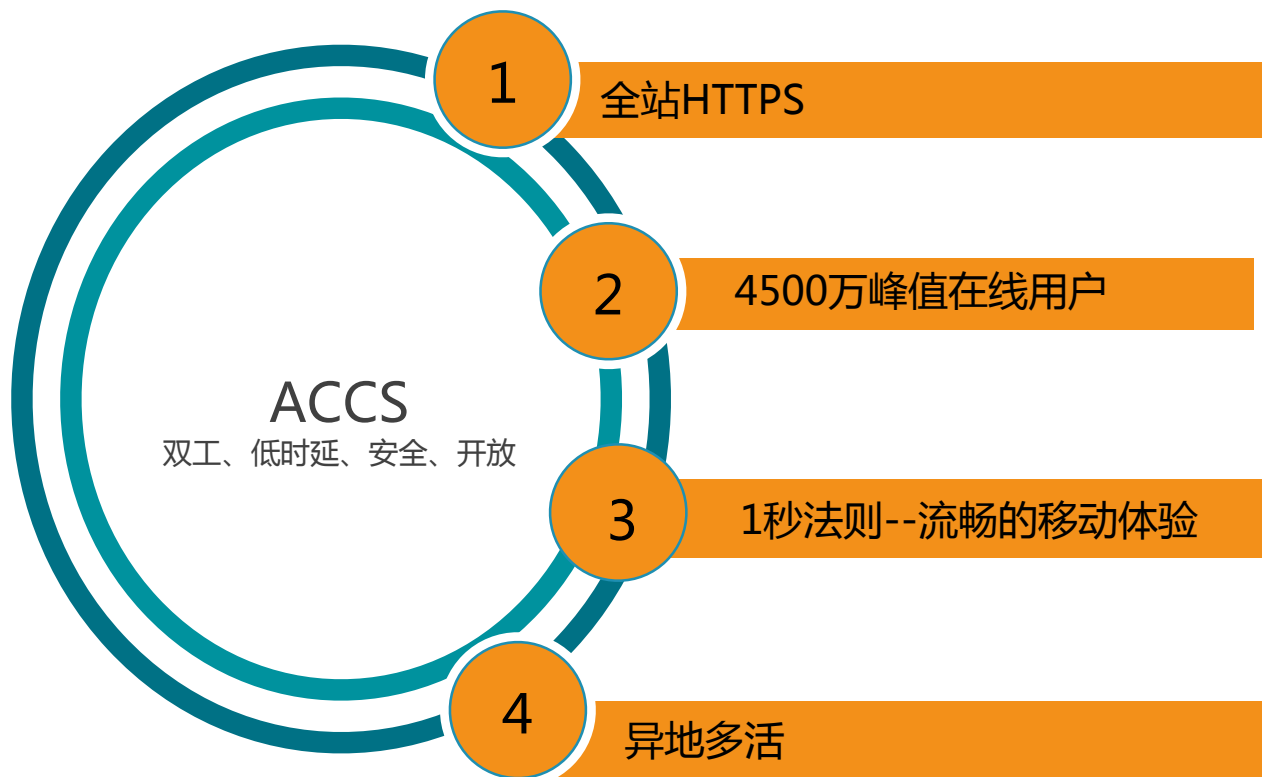 1
全站HTTPS
2
4500万峰值在线用户
ACCS
双工、低时延、安全、开放
3
1秒法则--流畅的移动体验
4
异地多活